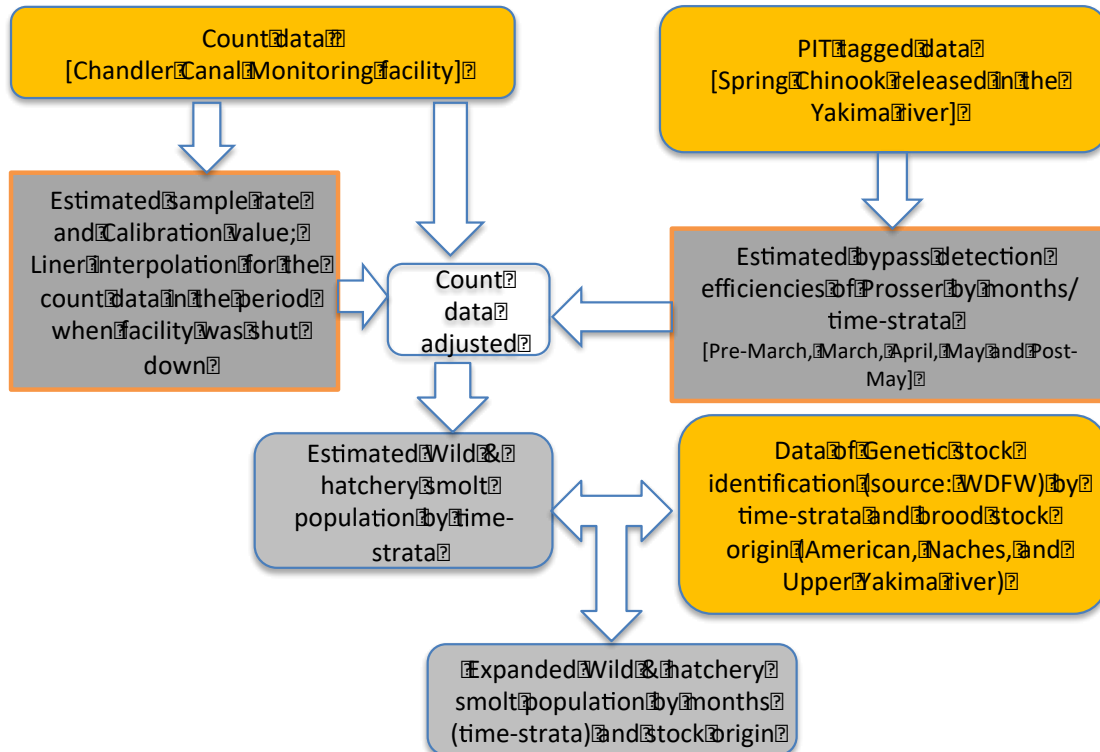 Count data
[Chandler Canal Monitoring facility]
PIT tagged data
[Spring Chinook released in the
Yakima river]
Estimated sample rate
and Calibration value;
Liner interpolation for the
count data in the period
when facility was shut
down
Count
data
adjusted
Estimated bypass detection
efficiencies of Prosser by months/
time-strata
[Pre-March, March, April, May and Post-
May]
Estimated Wild &
hatchery smolt
population by time-
strata
Data of Genetic stock
identification (source: WDFW) by
time-strata and brood stock
origin (American, Naches, and
Upper Yakima river)
Expanded Wild & hatchery
smolt population by months
(time-strata) and stock origin